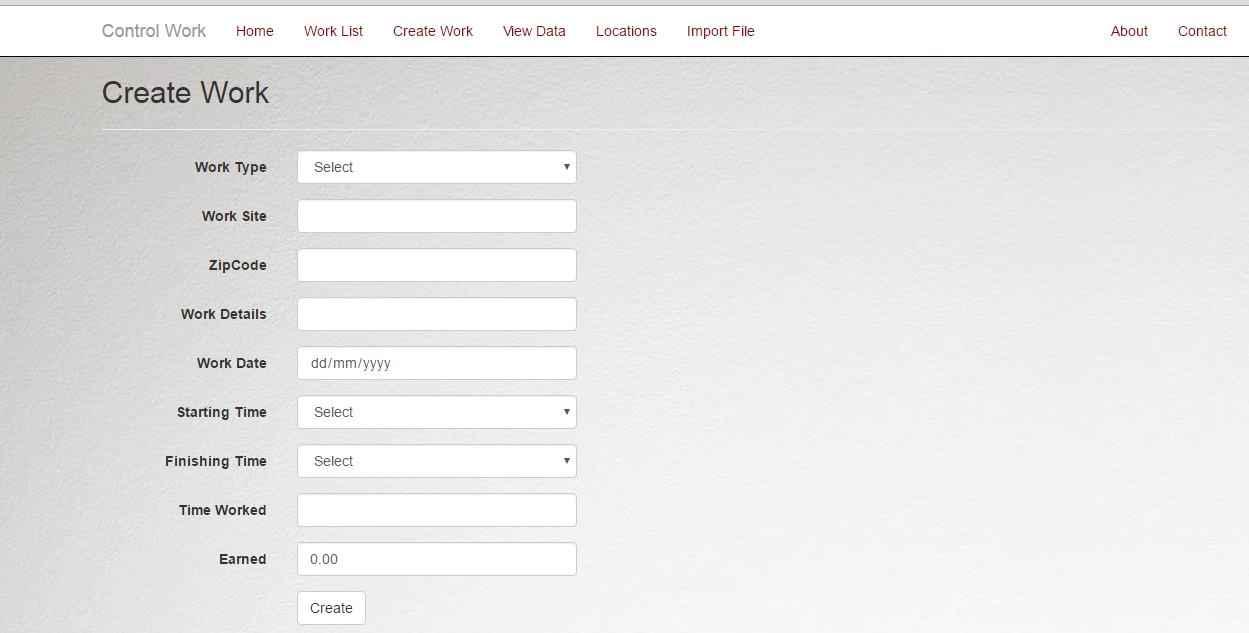 Control Work Home Work List Create Work View Data Locations Import File About Contact
Create Work
Work Type Select
Work Site
ZipCode
Work Details
Work Date dd/mm/yyyy
Starting Time Select
Finishing Time Select
Time Worked
Earned 0.00
Create